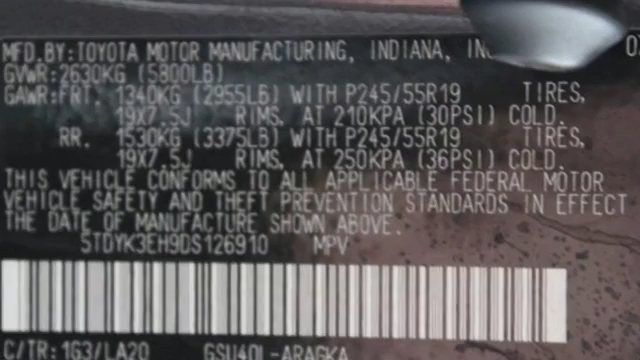 MFD.BY:TOYOTA MOTOR MANUFACTURING, INDIANA, IN
GVWR:2630KG (5800LB)
GAWR:FRT. 1340KG (2955LB) WITH P245/55R19 TIRES,
19X7.5J RIMS, AT 210KPA (30PSI) COLD.
RR. 1530KG (3375LB) WITH P245/55R19 TIRES,
19X7.5J RIMS, AT 250KPA (36PSI) COLD.
THIS VEHICLE CONFORMS TO ALL APPLICABLE FEDERAL MOTOR
VEHICLE SAFETY AND THEFT PREVENTION STANDARDS IN EFFECT
THE DATE OF MANUFACTURE SHOWN ABOVE.
5TDYK3EH9DS126910 MPV
C/TR:1G3/LA20 GSU40L-ARAGKA